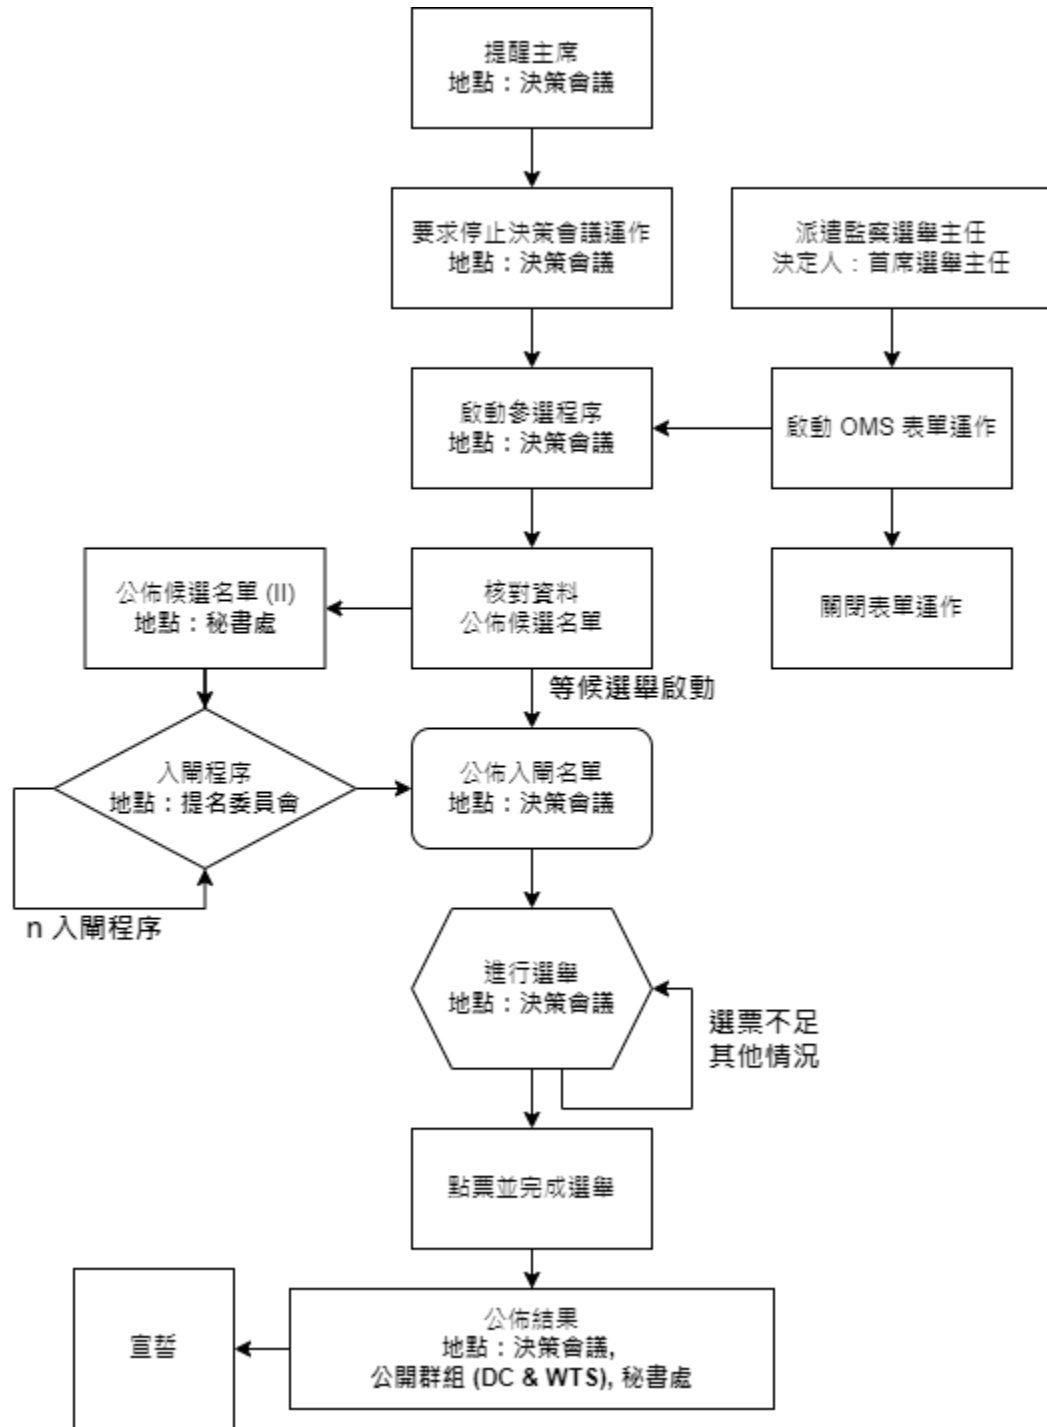 提醒主席
地點：決策會議
要求停止決策會議運作
地點：決策會議
派遣監察選舉主任
決定人：首席選舉主任
啟動參選程序
地點：決策會議
啟動 OMS 表單運作
公佈候選名單 (II)
地點：秘書處
核對資料
公佈候選名單
關閉表單運作
等候選舉啟動
入閘程序
地點：提名委員會
公佈入閘名單
地點：決策會議
n 入閘程序
進行選舉
地點：決策會議
選票不足
其他情況
點票並完成選舉
宣誓
公佈結果
地點：決策會議,
公開群組 (DC & WTS), 秘書處